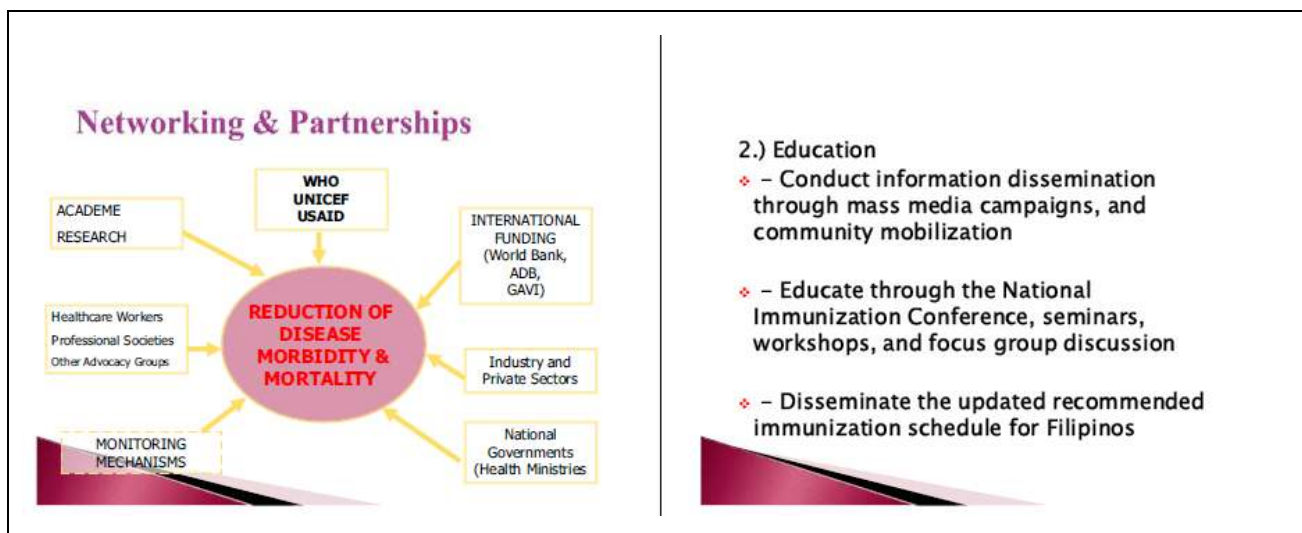 Networking & Partnerships
WHO
UNICEF
USAID
ACADEME
RESEARCH
INTERNATIONAL
FUNDING
(World Bank,
ADB,
GAVI)
Healthcare Workers
Professional Societies
Other Advocacy Groups
REDUCTION OF
DISEASE
MORBIDITY &
MORTALITY
Industry and
Private Sectors
MONITORING
MECHANISMS
National
Governments
(Health Ministries
2.) Education
– Conduct information dissemination
through mass media campaigns, and
community mobilization
– Educate through the National
Immunization Conference, seminars,
workshops, and focus group discussion
– Disseminate the updated recommended
immunization schedule for Filipinos